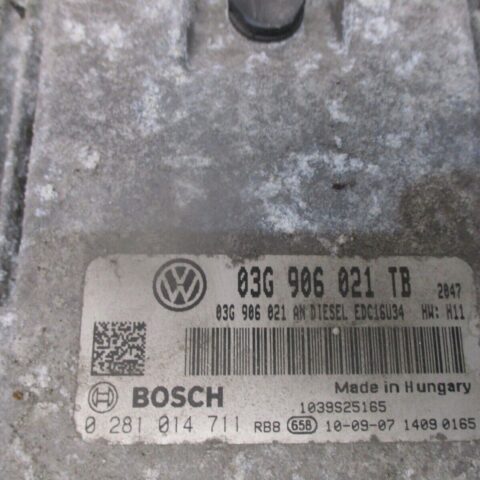 03G 906 021 TB 2047
03G 906 021 AN DIESEL EDC16U34 HW: H11
BOSCH
Made in Hungary
1039S25165
0 281 014 711 RB8 658 10-09-07 1409 0165